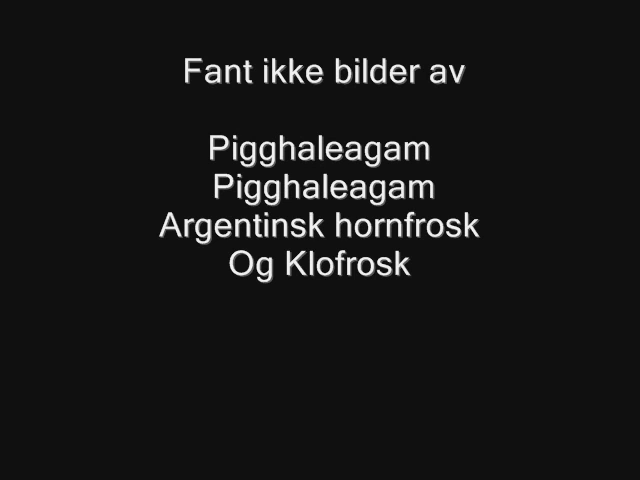 Fant ikke bilder av
Pigghaleagam
Pigghaleagam
Argentinsk hornfrosk
Og Klofrosk